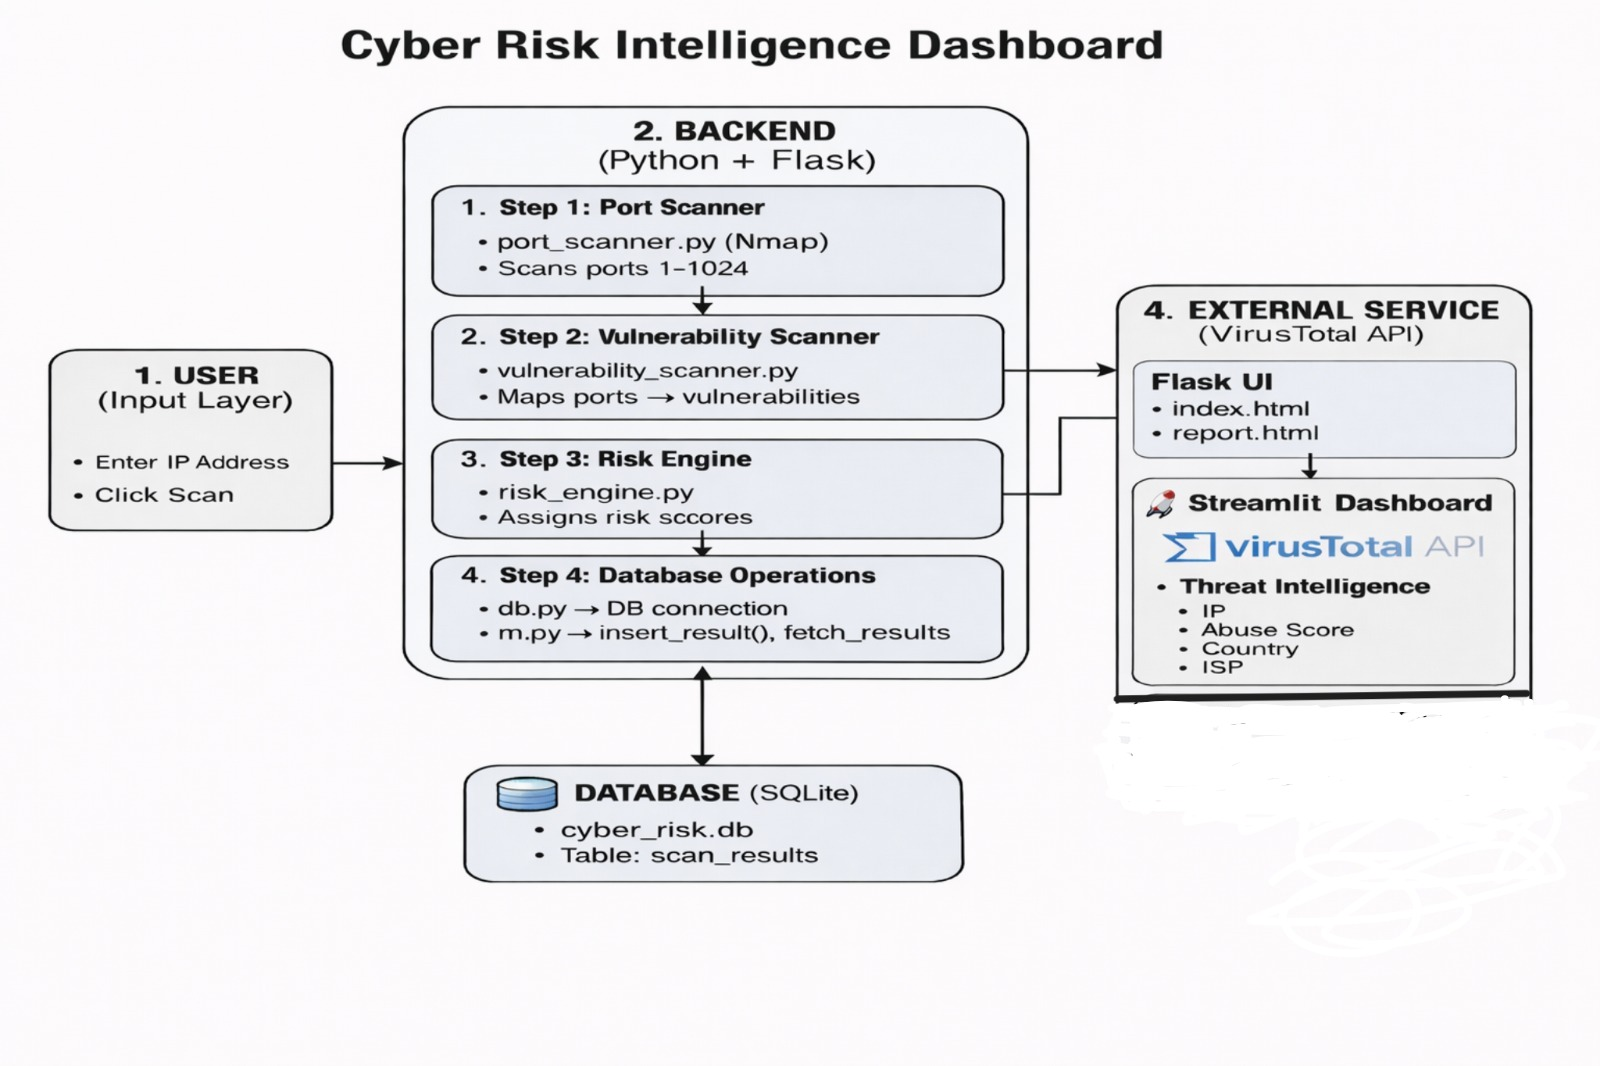 Cyber Risk Intelligence Dashboard
1. USER
(Input Layer)
• Enter IP Address
• Click Scan
2. BACKEND
(Python + Flask)
1. Step 1: Port Scanner
• port_scanner.py (Nmap)
• Scans ports 1–1024
2. Step 2: Vulnerability Scanner
• vulnerability_scanner.py
• Maps ports → vulnerabilities
3. Step 3: Risk Engine
• risk_engine.py
• Assigns risk sccores
4. Step 4: Database Operations
• db.py → DB connection
• m.py → insert_result(), fetch_results
DATABASE (SQLite)
• cyber_risk.db
• Table: scan_results
4. EXTERNAL SERVICE
(VirusTotal API)
Flask UI
• index.html
• report.html
Streamlit Dashboard
virusTotal API
• Threat Intelligence
• IP
• Abuse Score
• Country
• ISP